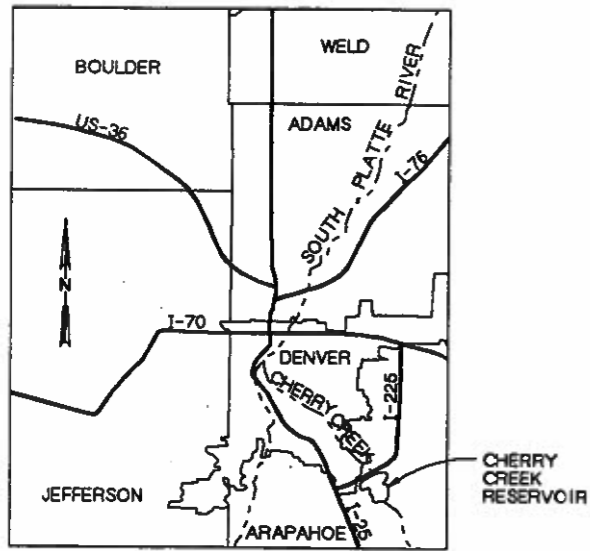 WELD
BOULDER
SOUTH PLATTE RIVER
US-36
ADAMS
I-76
N
I-70
DENVER
CHERRY CREEK
I-225
CHERRY
CREEK
RESERVOIR
JEFFERSON
I-25
ARAPAHOE